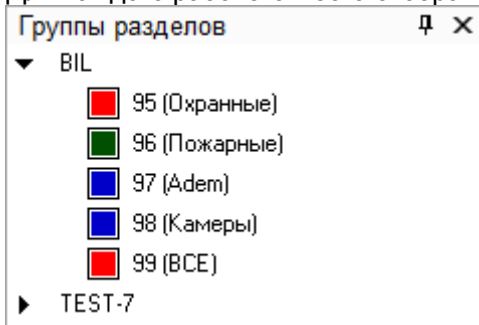 Группы разделов
BIL
95 (Охранные)
96 (Пожарные)
97 (Adem)
98 (Камеры)
99 (ВСЕ)
TEST-7